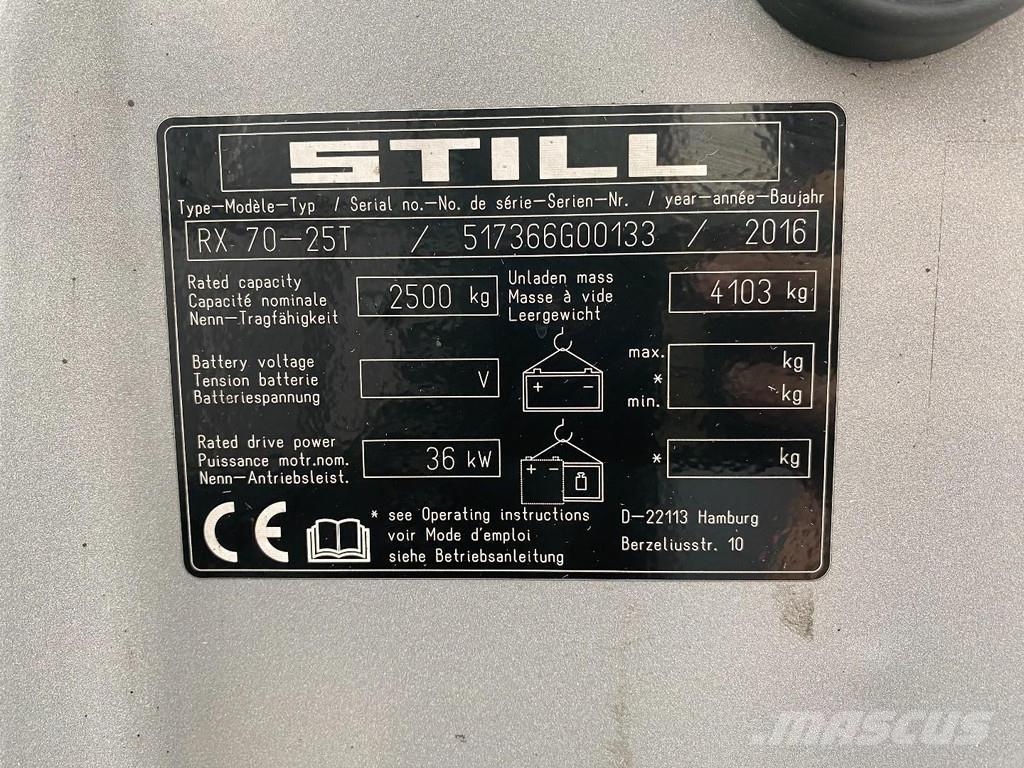 STILL
Type-Modèle-Typ / Serial no.-No. de série-Serien-Nr. / year-année-Baujahr
RX 70-25T / 517366G00133 / 2016
Rated capacity
Capacité nominale
Nenn-Tragfähigkeit
2500 kg
Unladen mass
Masse à vide
Leergewicht
4103 kg
Battery voltage
Tension batterie
Batteriespannung
V
+ −
max. kg
*
min. kg
Rated drive power
Puissance motr.nom.
Nenn-Antriebsleist.
36 kW
+ −
* kg
CE
* see Operating instructions
voir Mode d'emploi
siehe Betriebsanleitung
D-22113 Hamburg
Berzeliusstr. 10
MASCUS